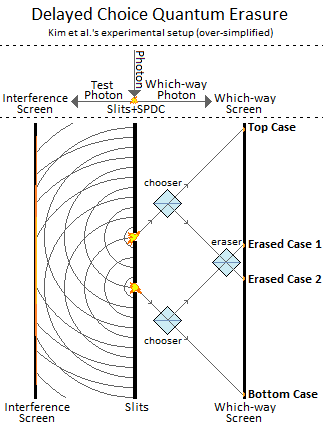 Delayed Choice Quantum Erasure
Kim et al.'s experimental setup (over-simplified)
Photon
Test
Photon
Which-way
Photon
Interference
Screen
Slits+SPDC
Which-way
Screen
Top Case
chooser
eraser
Erased Case 1
Erased Case 2
chooser
Bottom Case
Interference
Screen
Slits
Which-way
Screen